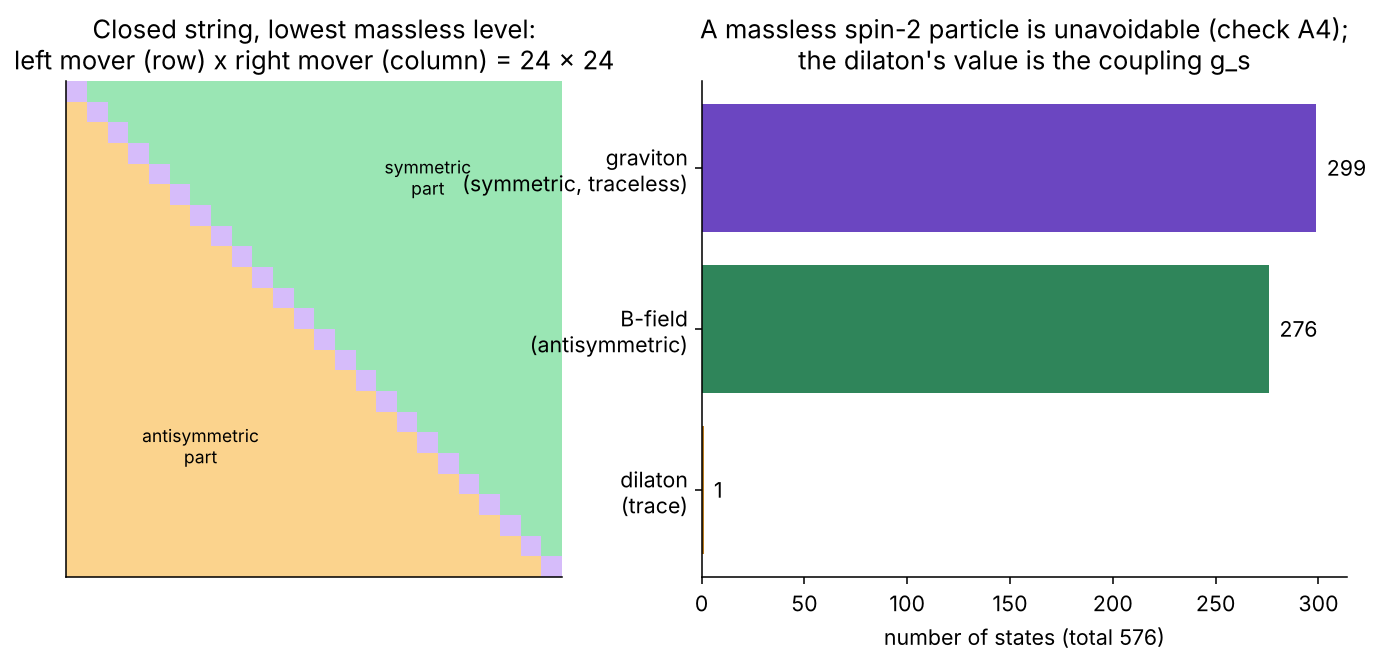 Closed string, lowest massless level:
left mover (row) x right mover (column) = 24 × 24
symmetric
part
antisymmetric
part
A massless spin-2 particle is unavoidable (check A4);
the dilaton's value is the coupling g_s
graviton
(symmetric, traceless)
299
B-field
(antisymmetric)
276
dilaton
(trace)
1
0 50 100 150 200 250 300
number of states (total 576)